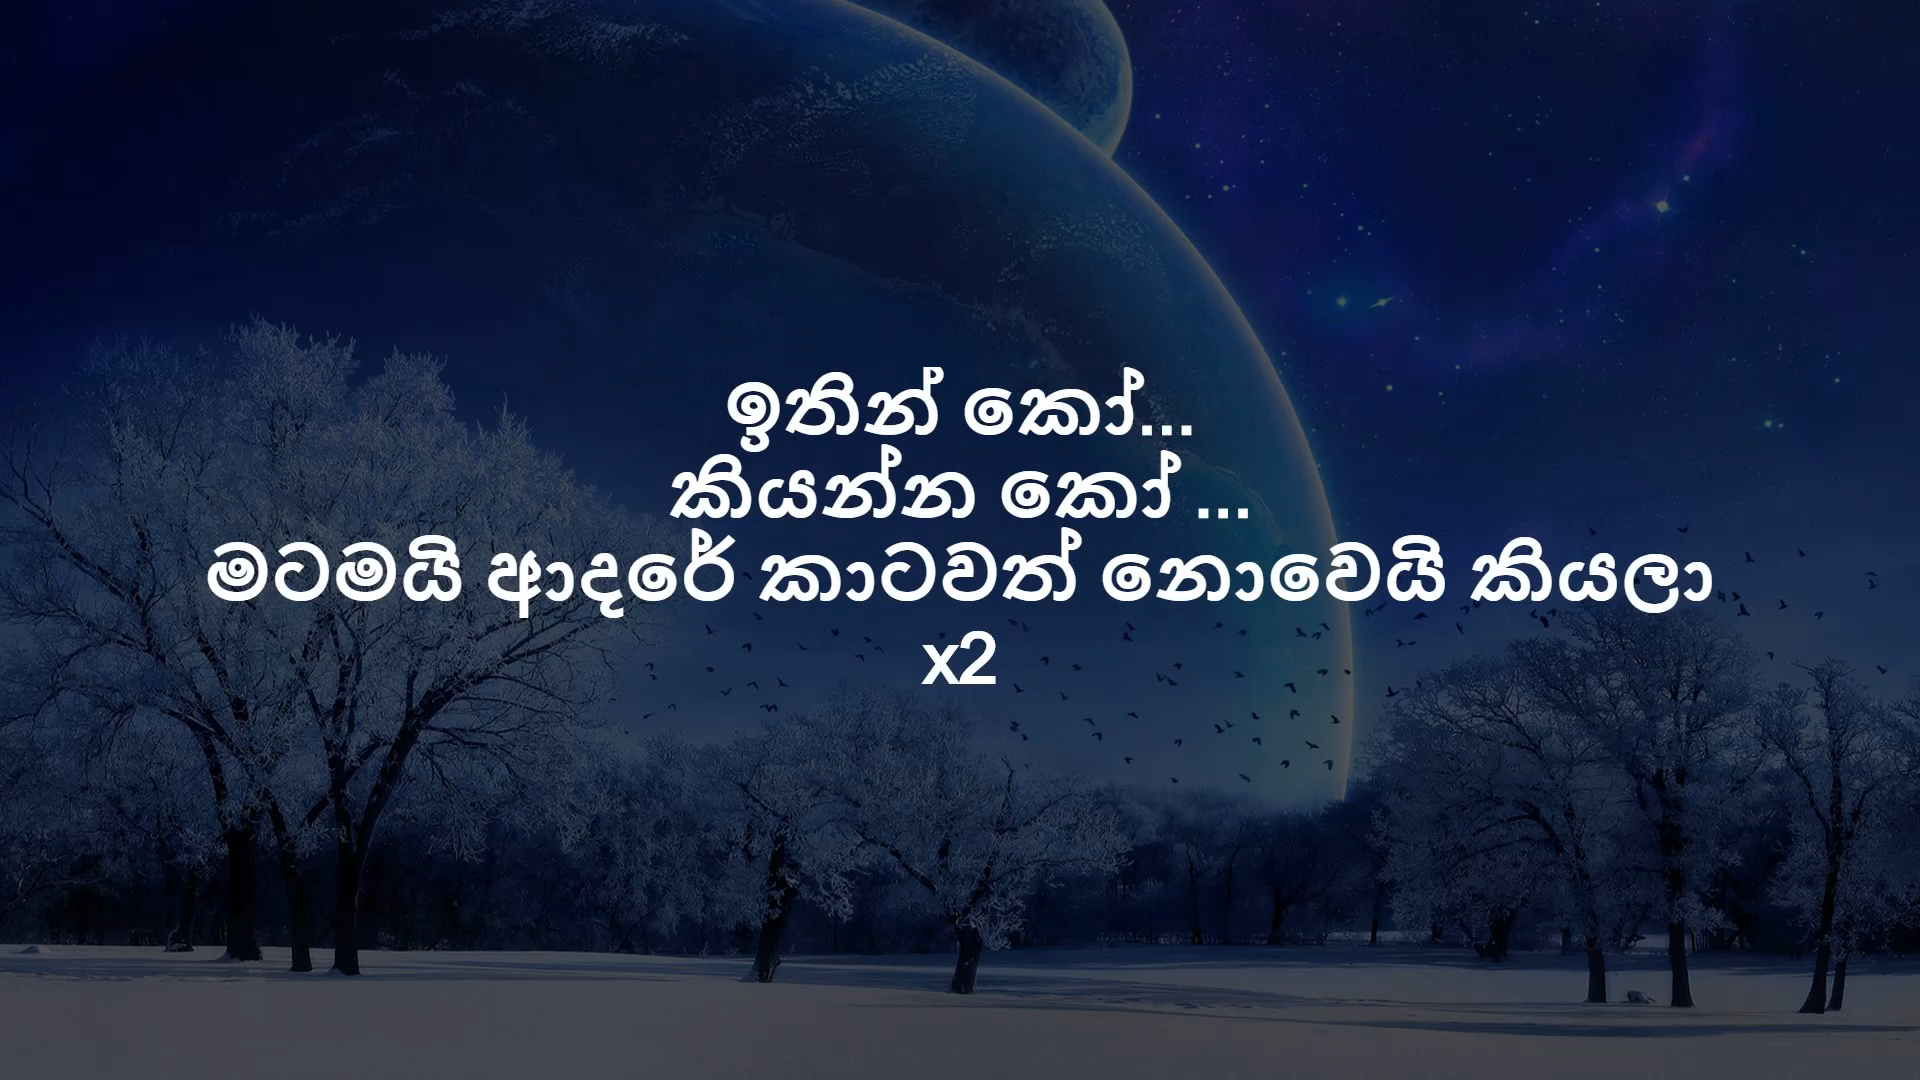 ඉතින් කෝ...
කියන්න කෝ ...
මටමයි ආදරේ කාටවත් නොවෙයි කියලා
x2